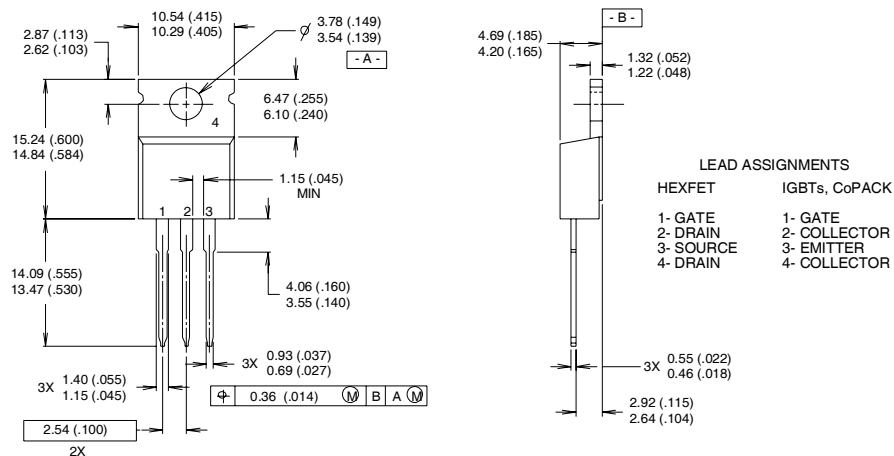 10.54 (.415)
10.29 (.405)
2.87 (.113)
2.62 (.103)
ø 3.78 (.149)
3.54 (.139)
- A -
6.47 (.255)
6.10 (.240)
4
15.24 (.600)
14.84 (.584)
1.15 (.045)
MIN
1 2 3
14.09 (.555)
13.47 (.530)
4.06 (.160)
3.55 (.140)
3X 0.93 (.037)
0.69 (.027)
3X 1.40 (.055)
1.15 (.045)
⌖ 0.36 (.014) Ⓜ B A Ⓜ
2.54 (.100)
2X
- B -
4.69 (.185)
4.20 (.165)
1.32 (.052)
1.22 (.048)
3X 0.55 (.022)
0.46 (.018)
2.92 (.115)
2.64 (.104)
LEAD ASSIGNMENTS
HEXFET IGBTs, CoPACK
1- GATE 1- GATE
2- DRAIN 2- COLLECTOR
3- SOURCE 3- EMITTER
4- DRAIN 4- COLLECTOR